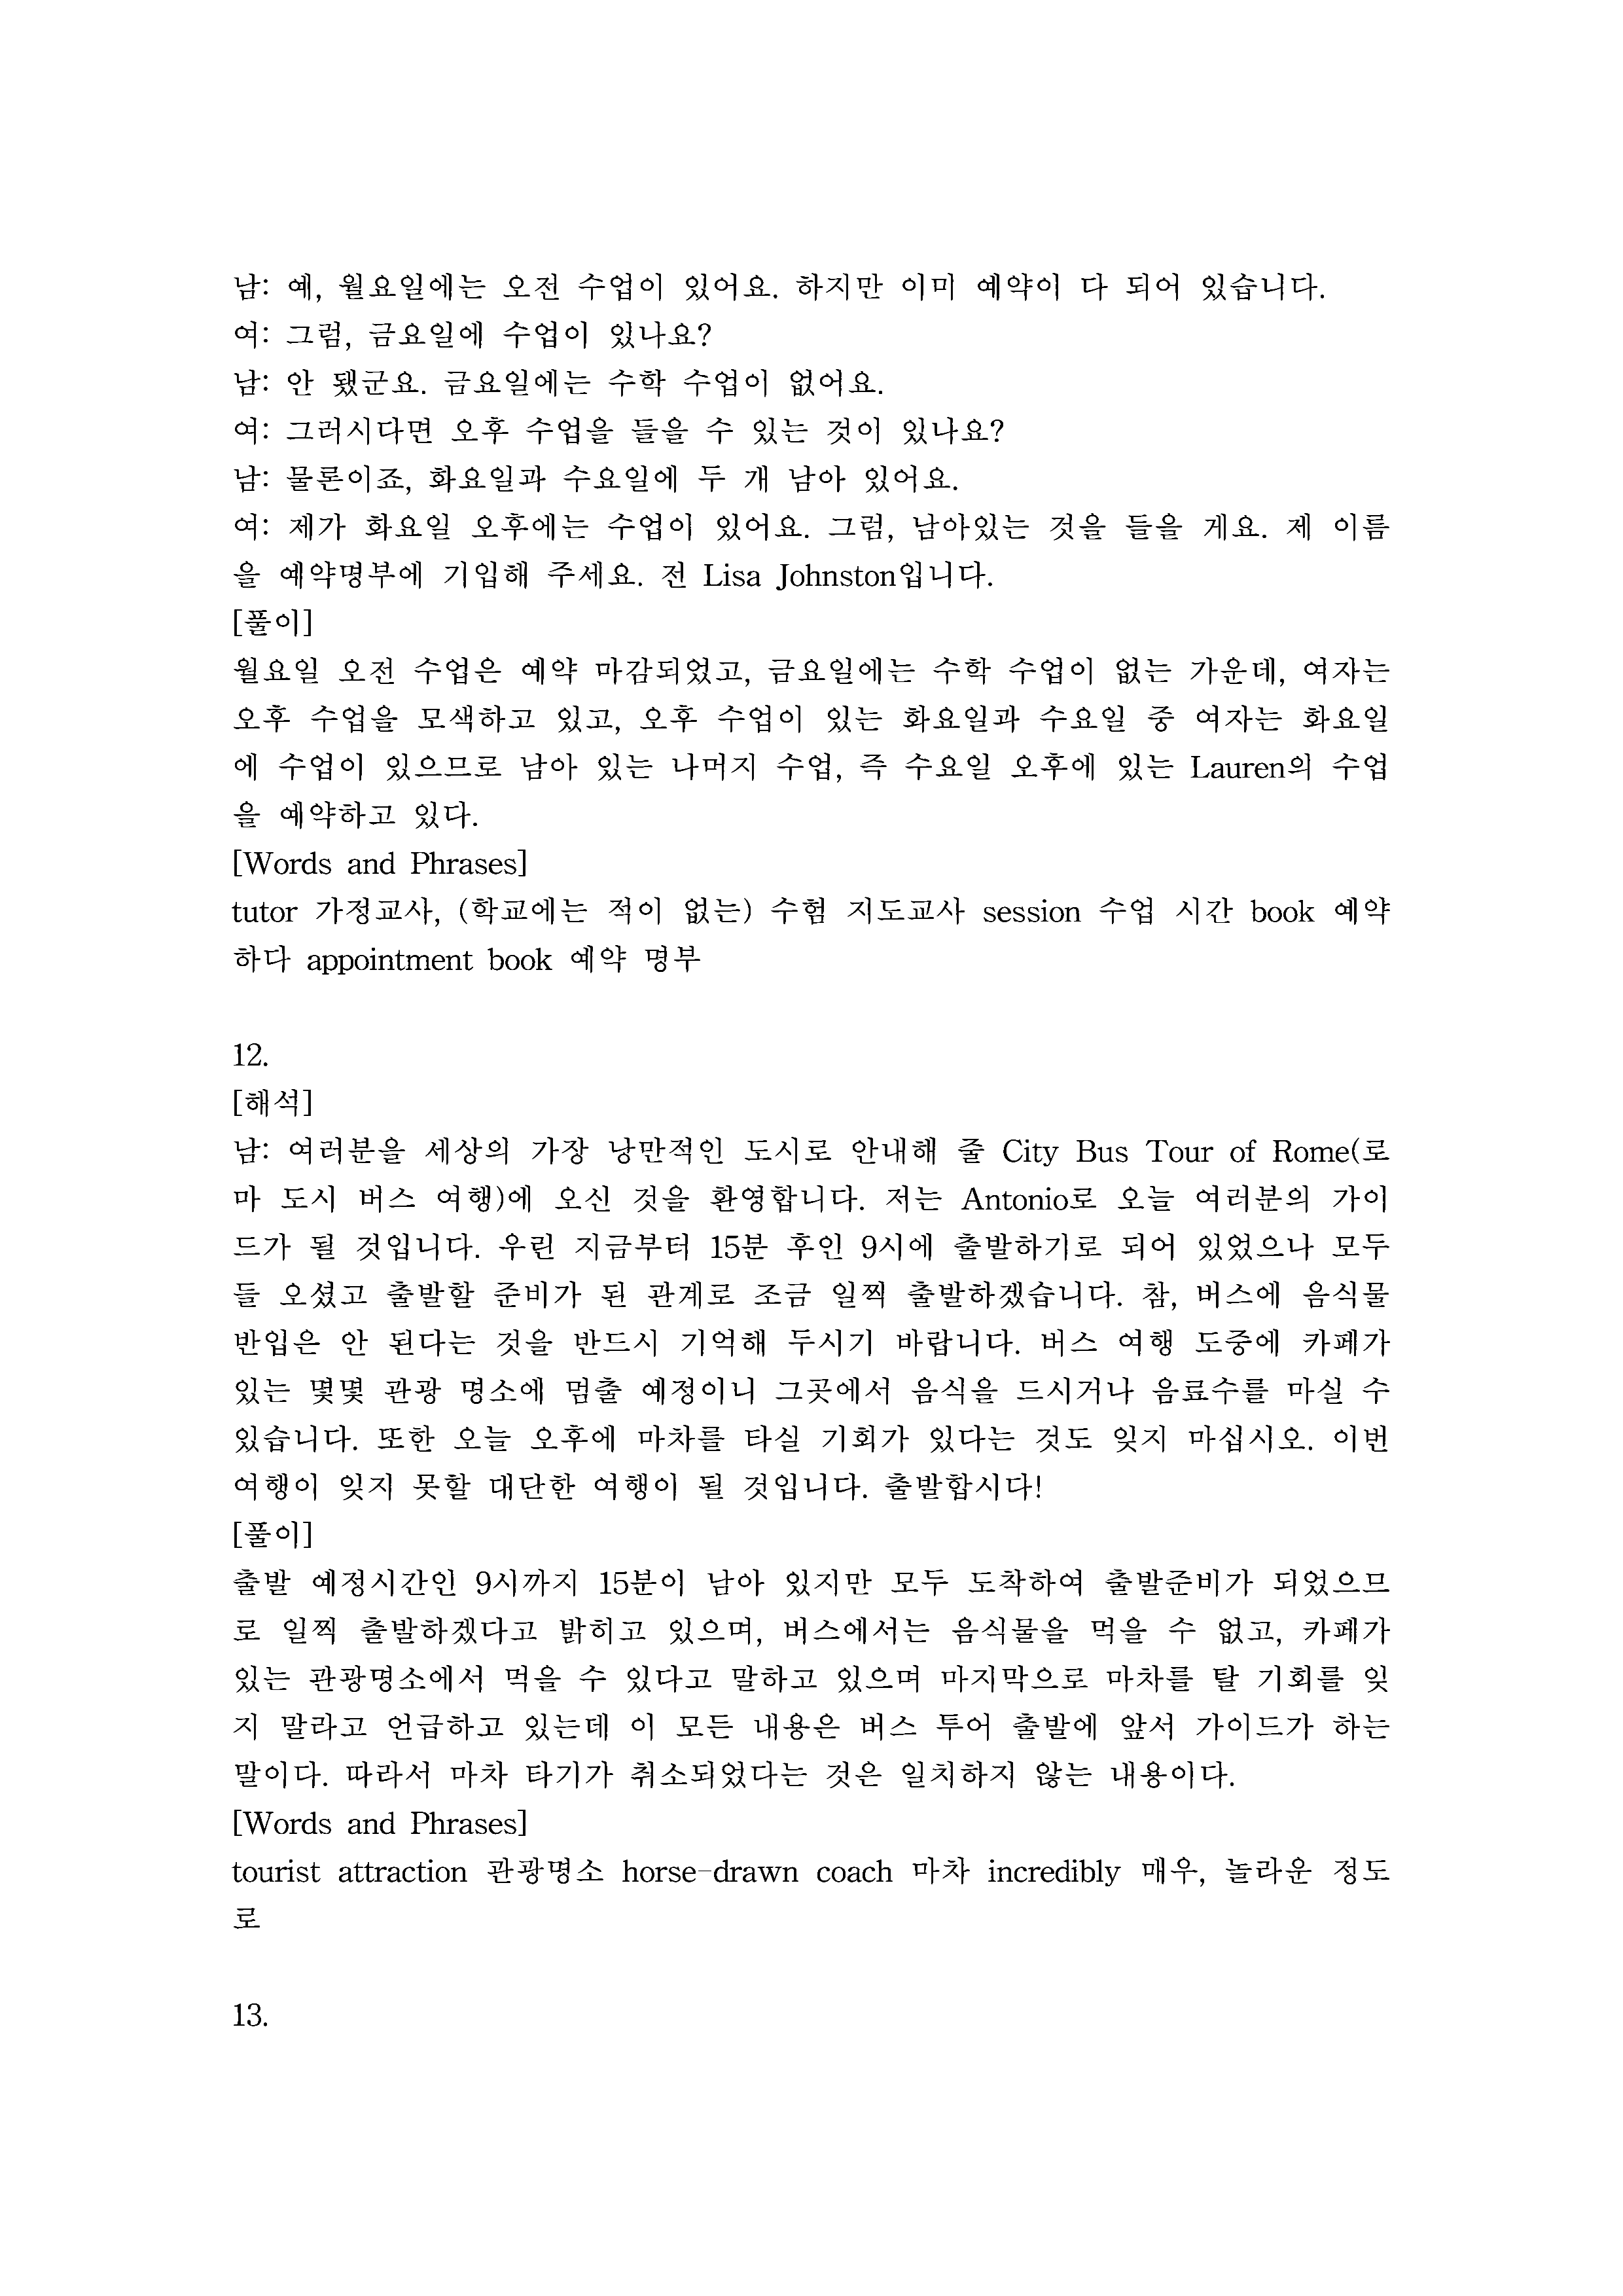 남: 예, 월요일에는 오전 수업이 있어요. 하지만 이미 예약이 다 되어 있습니다.
여: 그럼, 금요일에 수업이 있나요?
남: 안 됐군요. 금요일에는 수학 수업이 없어요.
여: 그러시다면 오후 수업을 들을 수 있는 것이 있나요?
남: 물론이죠, 화요일과 수요일에 두 개 남아 있어요.
여: 제가 화요일 오후에는 수업이 있어요. 그럼, 남아있는 것을 들을 게요. 제 이름
을 예약명부에 기입해 주세요. 전 Lisa Johnston입니다.
[풀이]
월요일 오전 수업은 예약 마감되었고, 금요일에는 수학 수업이 없는 가운데, 여자는
오후 수업을 모색하고 있고, 오후 수업이 있는 화요일과 수요일 중 여자는 화요일
에 수업이 있으므로 남아 있는 나머지 수업, 즉 수요일 오후에 있는 Lauren의 수업
을 예약하고 있다.
[Words and Phrases]
tutor 가정교사, (학교에는 적이 없는) 수험 지도교사 session 수업 시간 book 예약
하다 appointment book 예약 명부
12.
[해석]
남: 여러분을 세상의 가장 낭만적인 도시로 안내해 줄 City Bus Tour of Rome(로
마 도시 버스 여행)에 오신 것을 환영합니다. 저는 Antonio로 오늘 여러분의 가이
드가 될 것입니다. 우린 지금부터 15분 후인 9시에 출발하기로 되어 있었으나 모두
들 오셨고 출발할 준비가 된 관계로 조금 일찍 출발하겠습니다. 참, 버스에 음식물
반입은 안 된다는 것을 반드시 기억해 두시기 바랍니다. 버스 여행 도중에 카페가
있는 몇몇 관광 명소에 멈출 예정이니 그곳에서 음식을 드시거나 음료수를 마실 수
있습니다. 또한 오늘 오후에 마차를 타실 기회가 있다는 것도 잊지 마십시오. 이번
여행이 잊지 못할 대단한 여행이 될 것입니다. 출발합시다!
[풀이]
출발 예정시간인 9시까지 15분이 남아 있지만 모두 도착하여 출발준비가 되었으므
로 일찍 출발하겠다고 밝히고 있으며, 버스에서는 음식물을 먹을 수 없고, 카페가
있는 관광명소에서 먹을 수 있다고 말하고 있으며 마지막으로 마차를 탈 기회를 잊
지 말라고 언급하고 있는데 이 모든 내용은 버스 투어 출발에 앞서 가이드가 하는
말이다. 따라서 마차 타기가 취소되었다는 것은 일치하지 않는 내용이다.
[Words and Phrases]
tourist attraction 관광명소 horse-drawn coach 마차 incredibly 매우, 놀라운 정도
로
13.